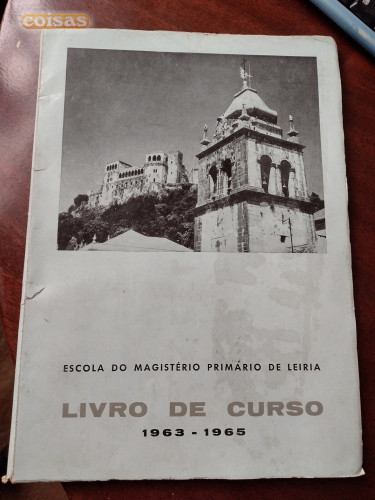 coisas
ESCOLA DO MAGISTÉRIO PRIMÁRIO DE LEIRIA
LIVRO DE CURSO
1963 - 1965